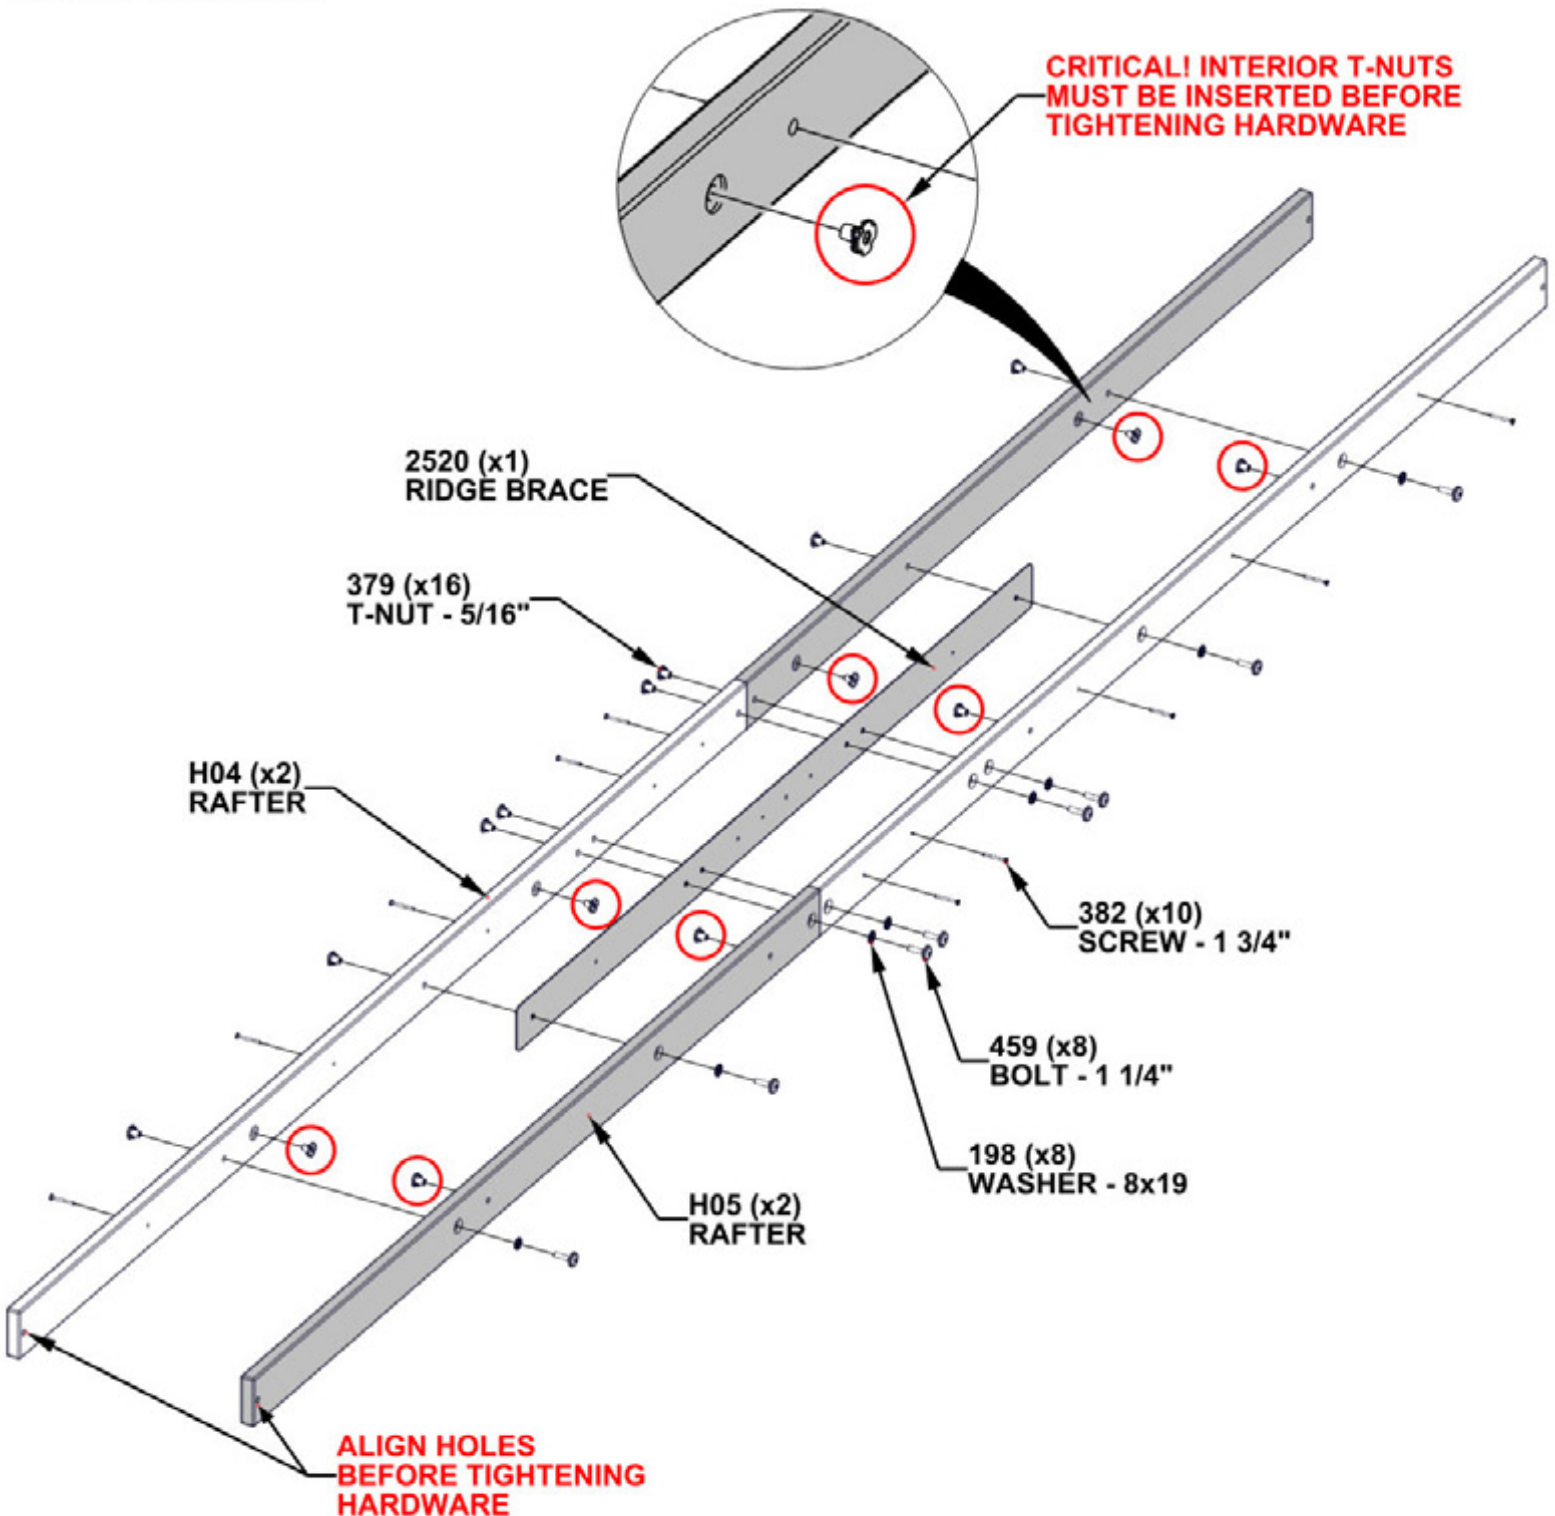 CRITICAL! INTERIOR T-NUTS
MUST BE INSERTED BEFORE
TIGHTENING HARDWARE
2520 (x1)
RIDGE BRACE
379 (x16)
T-NUT - 5/16"
H04 (x2)
RAFTER
382 (x10)
SCREW - 1 3/4"
459 (x8)
BOLT - 1 1/4"
198 (x8)
WASHER - 8x19
H05 (x2)
RAFTER
ALIGN HOLES
BEFORE TIGHTENING
HARDWARE